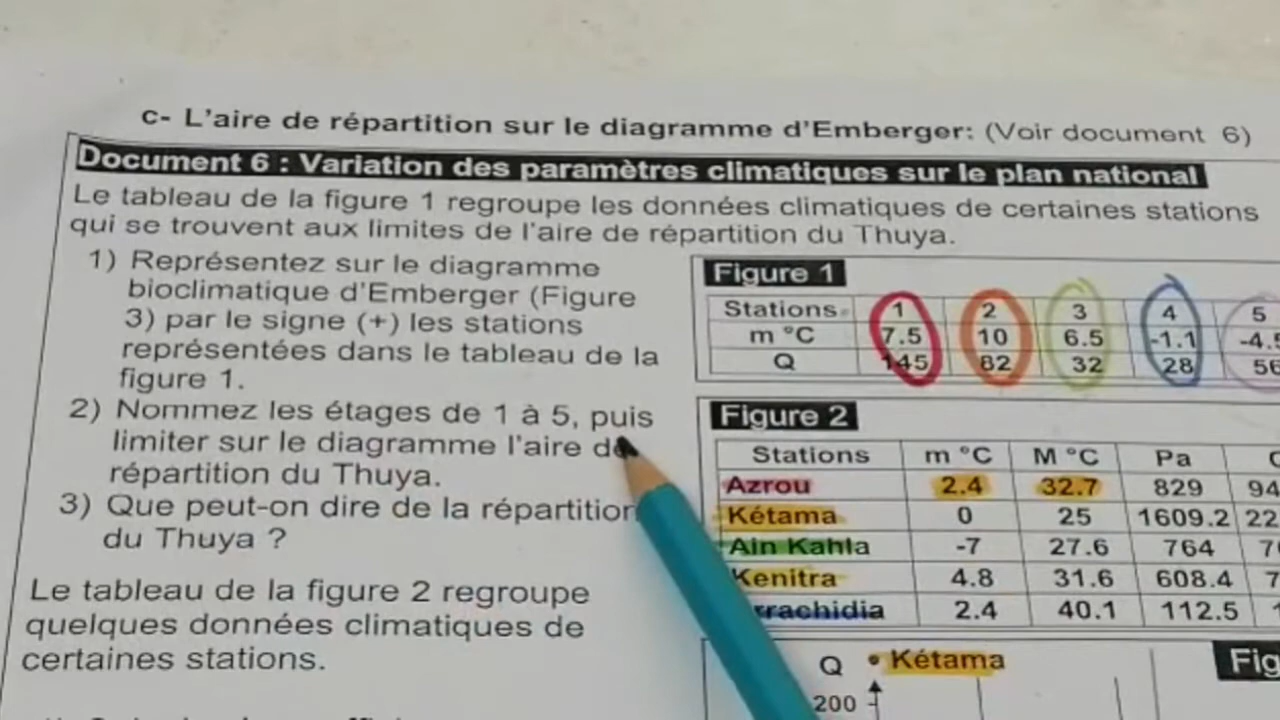 c- L'aire de répartition sur le diagramme d'Emberger: (Voir document 6)
Document 6 : Variation des paramètres climatiques sur le plan national
Le tableau de la figure 1 regroupe les données climatiques de certaines stations
qui se trouvent aux limites de l'aire de répartition du Thuya.
1) Représentez sur le diagramme
bioclimatique d'Emberger (Figure
3) par le signe (+) les stations
représentées dans le tableau de la
figure 1.
2) Nommez les étages de 1 à 5, puis
limiter sur le diagramme l'aire de
répartition du Thuya.
3) Que peut-on dire de la répartition
du Thuya ?
Le tableau de la figure 2 regroupe
quelques données climatiques de
certaines stations.
Figure 1
Stations 1 2 3 4 5
m °C 7.5 10 6.5 -1.1 -4.5
Q 145 82 32 28 56
Figure 2
Stations m °C M °C Pa
Azrou 2.4 32.7 829 94
Kétama 0 25 1609.2 22
Ain Kahla -7 27.6 764
Kenitra 4.8 31.6 608.4
rrachidia 2.4 40.1 112.5
Q • Kétama
200
Fig